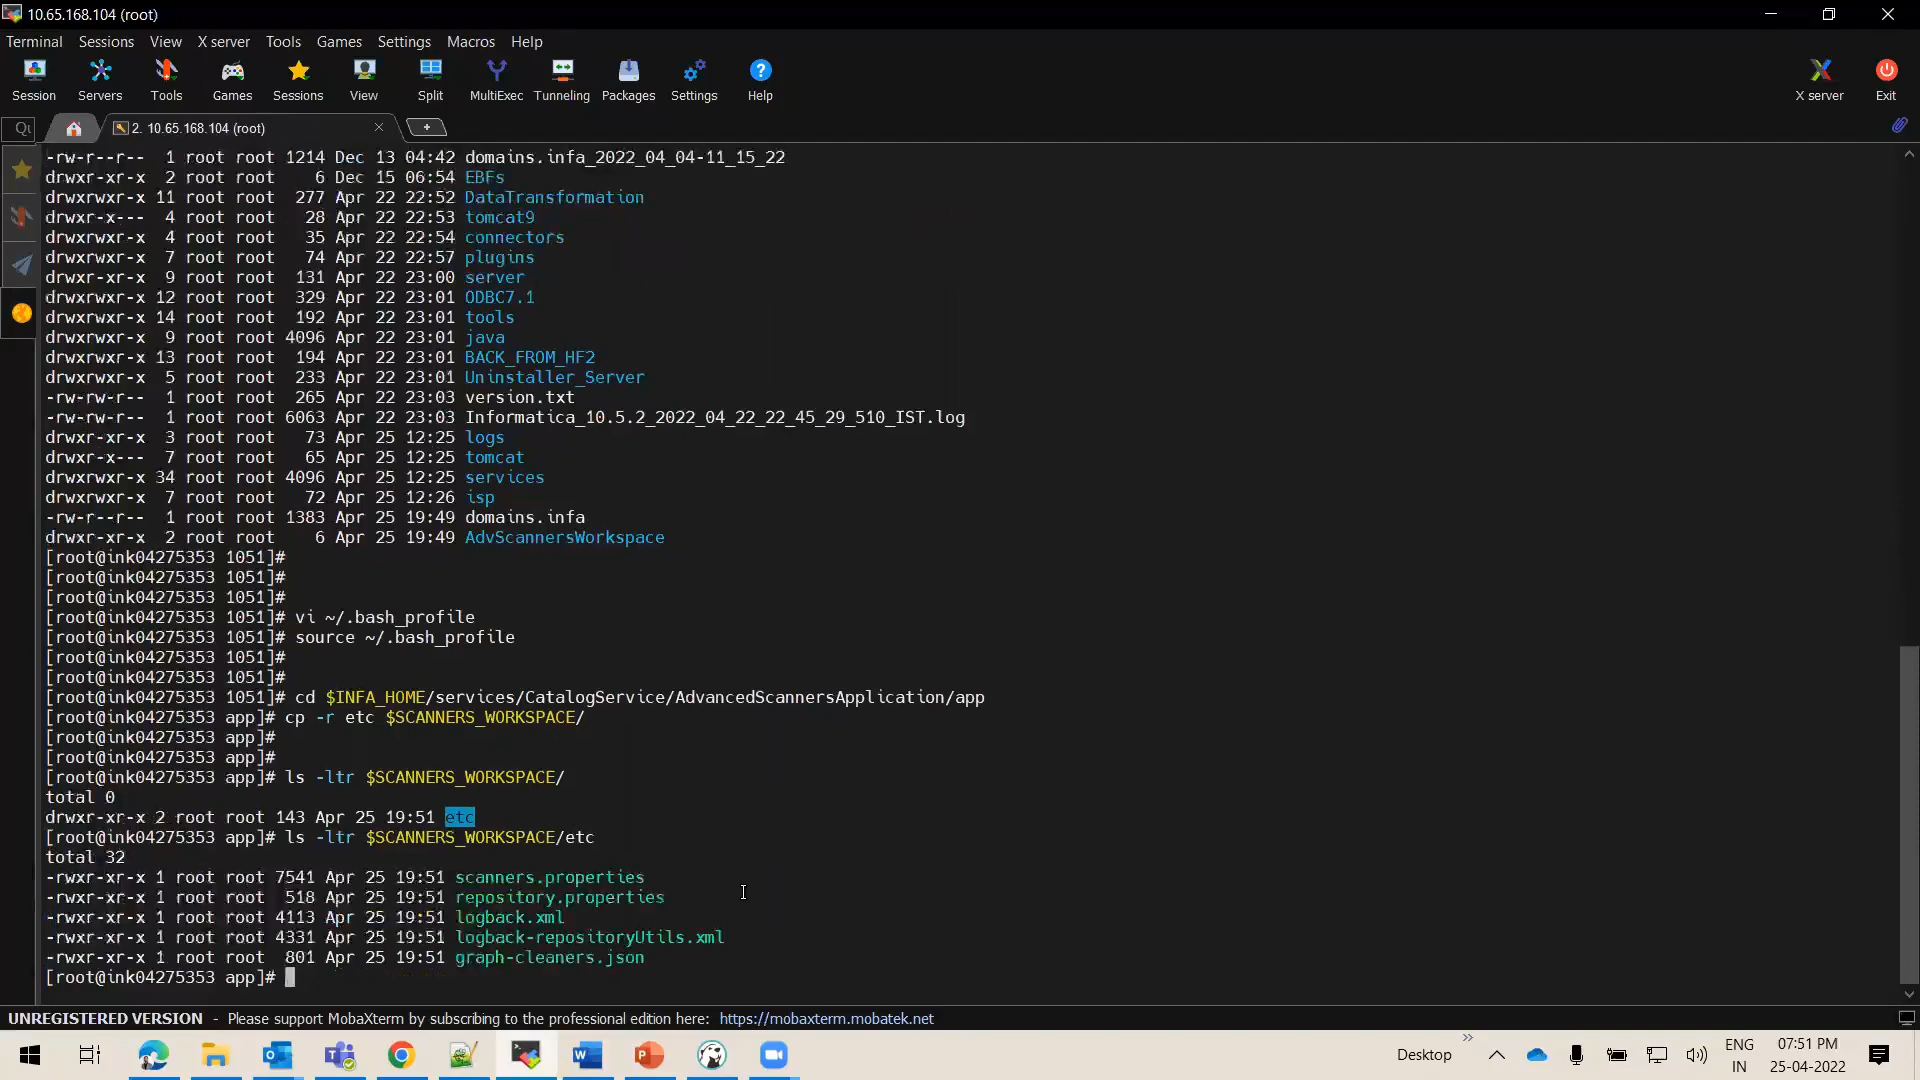 10.65.168.104 (root)
Terminal Sessions View X server Tools Games Settings Macros Help
Session Servers Tools Games Sessions View Split MultiExec Tunneling Packages Settings Help X server Exit
2. 10.65.168.104 (root)
-rw-r--r-- 1 root root 1214 Dec 13 04:42 domains.infa_2022_04_04-11_15_22
drwxr-xr-x 2 root root 6 Dec 15 06:54 EBFs
drwxrwxr-x 11 root root 277 Apr 22 22:52 DataTransformation
drwxr-x--- 4 root root 28 Apr 22 22:53 tomcat9
drwxrwxr-x 4 root root 35 Apr 22 22:54 connectors
drwxrwxr-x 7 root root 74 Apr 22 22:57 plugins
drwxrwxr-x 9 root root 131 Apr 22 23:00 server
drwxrwxr-x 12 root root 329 Apr 22 23:01 ODBC7.1
drwxrwxr-x 14 root root 192 Apr 22 23:01 tools
drwxrwxr-x 9 root root 4096 Apr 22 23:01 java
drwxrwxr-x 13 root root 194 Apr 22 23:01 BACK_FROM_HF2
drwxrwxr-x 5 root root 233 Apr 22 23:01 Uninstaller_Server
-rw-rw-r-- 1 root root 265 Apr 22 23:03 version.txt
-rw-rw-r-- 1 root root 6063 Apr 22 23:03 Informatica_10.5.2_2022_04_22_22_45_29_510_IST.log
drwxr-xr-x 3 root root 73 Apr 25 12:25 logs
drwxr-x--- 7 root root 65 Apr 25 12:25 tomcat
drwxrwxr-x 34 root root 4096 Apr 25 12:25 services
drwxrwxr-x 7 root root 72 Apr 25 12:26 isp
-rw-r--r-- 1 root root 1383 Apr 25 19:49 domains.infa
drwxr-xr-x 2 root root 6 Apr 25 19:49 AdvScannersWorkspace
[root@ink04275353 1051]#
[root@ink04275353 1051]#
[root@ink04275353 1051]#
[root@ink04275353 1051]# vi ~/.bash_profile
[root@ink04275353 1051]# source ~/.bash_profile
[root@ink04275353 1051]#
[root@ink04275353 1051]#
[root@ink04275353 1051]# cd $INFA_HOME/services/CatalogService/AdvancedScannersApplication/app
[root@ink04275353 app]# cp -r etc $SCANNERS_WORKSPACE/
[root@ink04275353 app]#
[root@ink04275353 app]#
[root@ink04275353 app]# ls -ltr $SCANNERS_WORKSPACE/
total 0
drwxr-xr-x 2 root root 143 Apr 25 19:51 etc
[root@ink04275353 app]# ls -ltr $SCANNERS_WORKSPACE/etc
total 32
-rwxr-xr-x 1 root root 7541 Apr 25 19:51 scanners.properties
-rwxr-xr-x 1 root root 518 Apr 25 19:51 repository.properties
-rwxr-xr-x 1 root root 4113 Apr 25 19:51 logback.xml
-rwxr-xr-x 1 root root 4331 Apr 25 19:51 logback-repositoryUtils.xml
-rwxr-xr-x 1 root root 801 Apr 25 19:51 graph-cleaners.json
[root@ink04275353 app]#
UNREGISTERED VERSION - Please support MobaXterm by subscribing to the professional edition here: https://mobaxterm.mobatek.net
Desktop ENG 07:51 PM
IN 25-04-2022